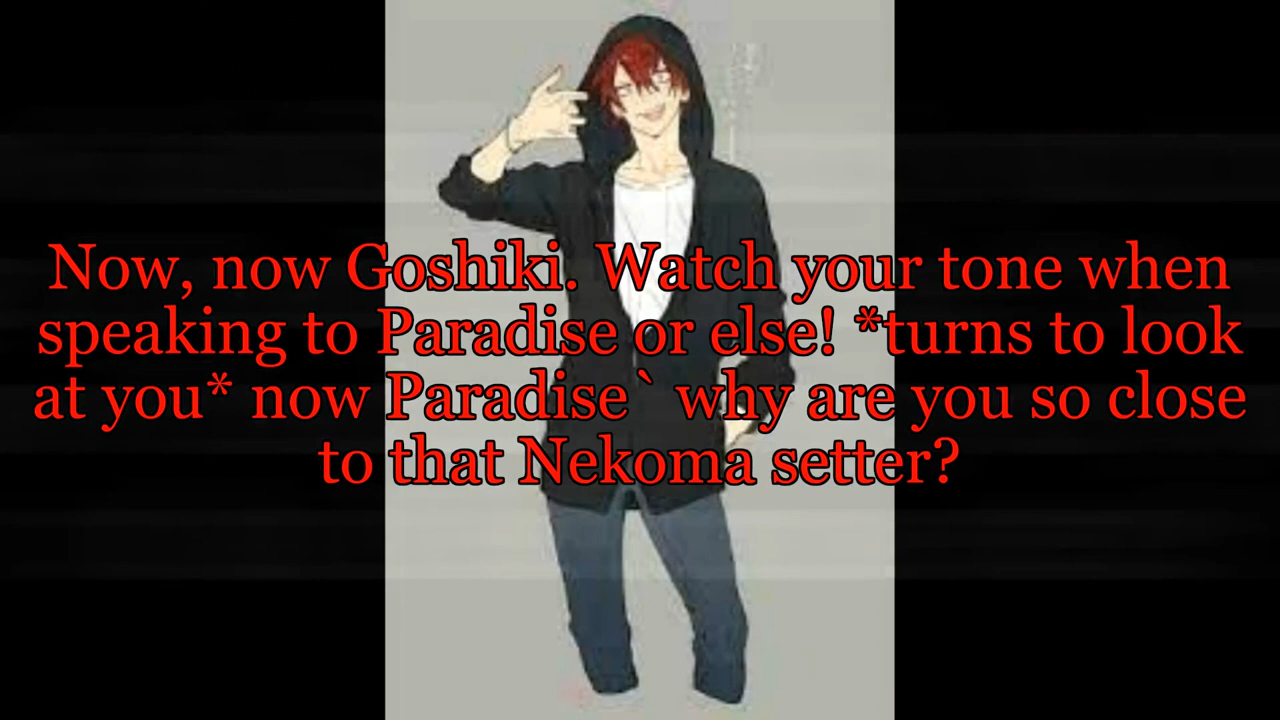 Now, now Goshiki. Watch your tone when
speaking to Paradise or else! *turns to look
at you* now Paradise` why are you so close
to that Nekoma setter?